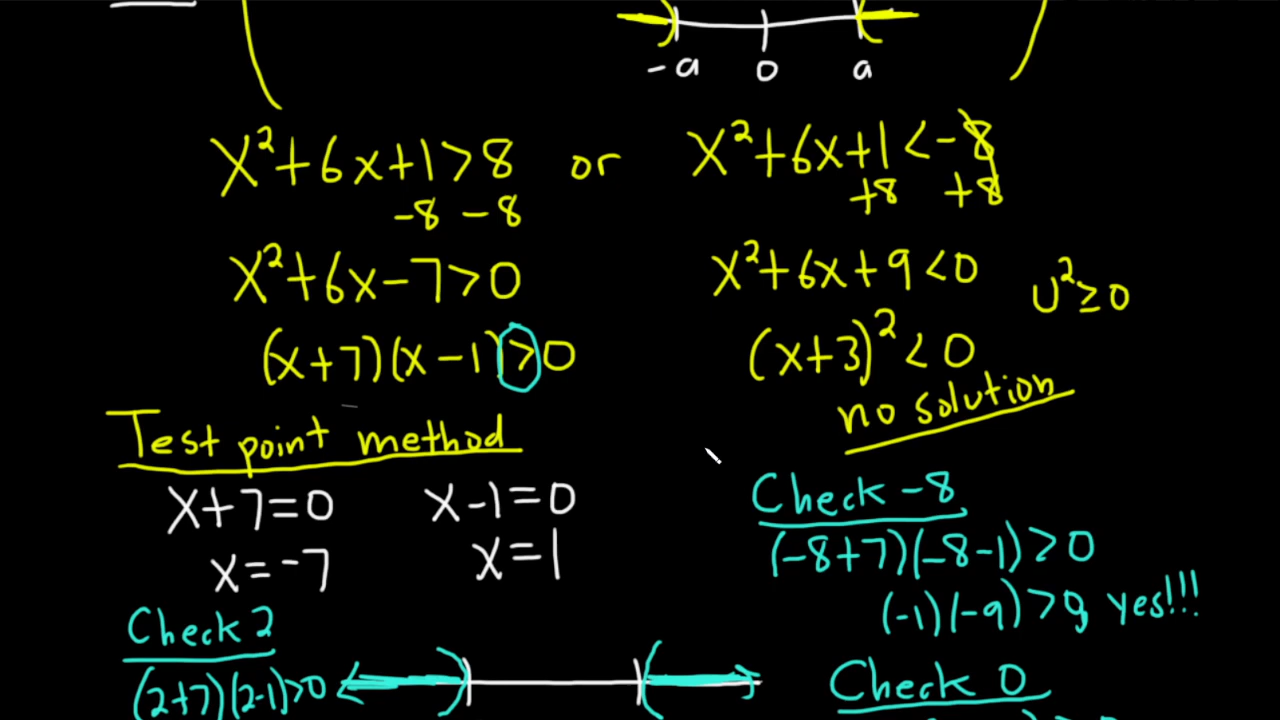 -a 0 a
x²+6x+1>8 or x²+6x+1<-8
-8 -8 +8 +8
x²+6x-7>0 x²+6x+9<0 U²≥0
(x+7)(x-1)>0 (x+3)²<0
no solution
Test point method
x+7=0 x-1=0 Check -8
x=-7 x=1 (-8+7)(-8-1)>0
(-1)(-9)>0 yes!!!
Check 2
(2+7)(2-1)>0 Check 0